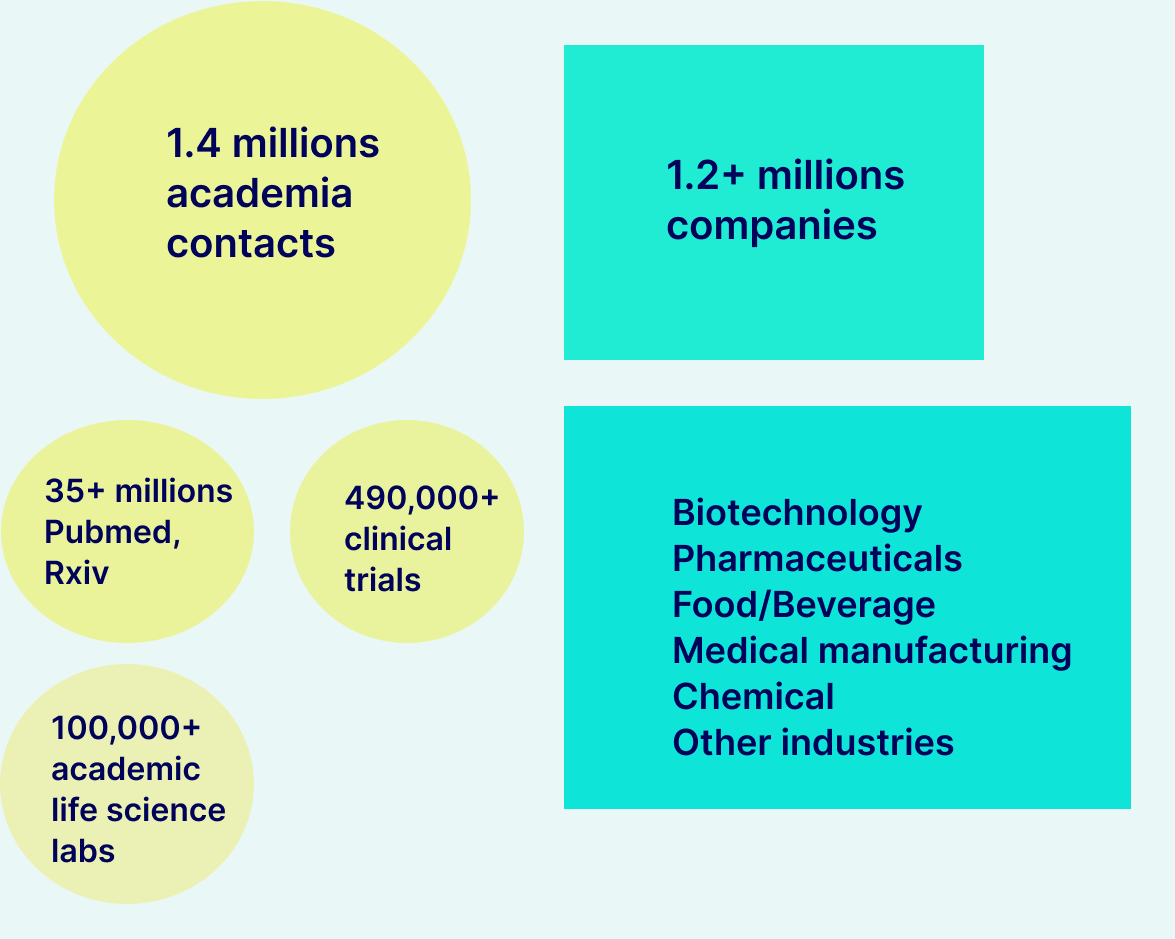 1.4 millions
academia
contacts
1.2+ millions
companies
35+ millions
Pubmed,
Rxiv
490,000+
clinical
trials
100,000+
academic
life science
labs
Biotechnology
Pharmaceuticals
Food/Beverage
Medical manufacturing
Chemical
Other industries